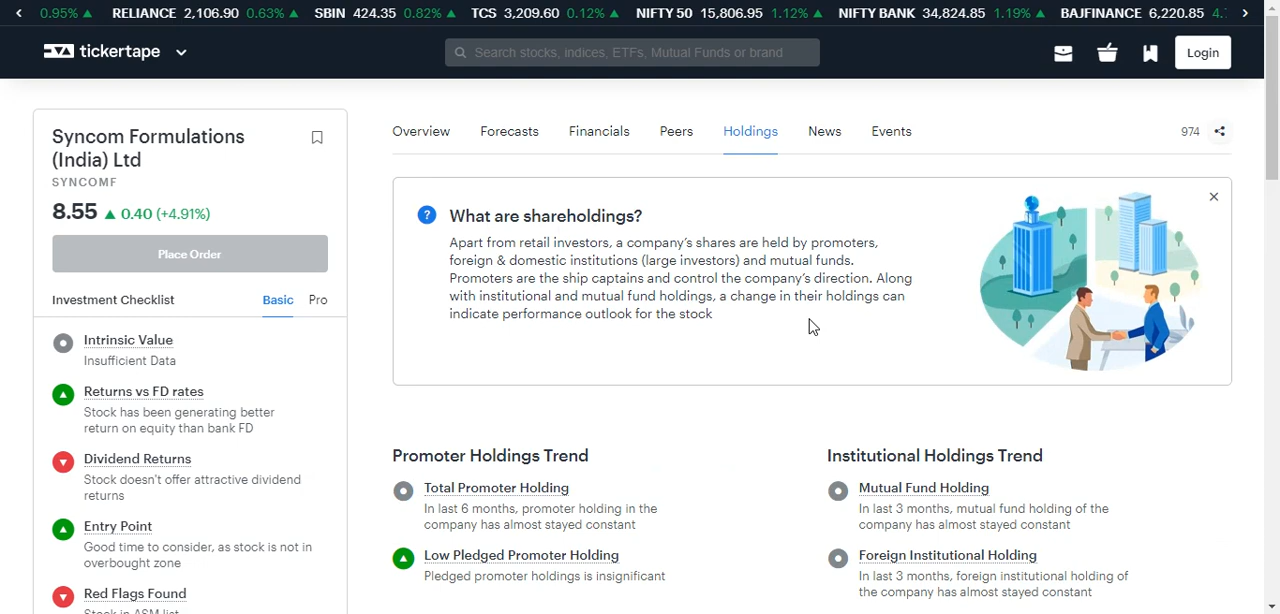 0.95% ▲ RELIANCE 2,106.90 0.63% ▲ SBIN 424.35 0.82% ▲ TCS 3,209.60 0.12% ▲ NIFTY 50 15,806.95 1.12% ▲ NIFTY BANK 34,824.85 1.19% ▲ BAJFINANCE 6,220.85
tickertape
Search stocks, indices, ETFs, Mutual Funds or brand
Login
Syncom Formulations
(India) Ltd
SYNCOMF
8.55 ▲ 0.40 (+4.91%)
Place Order
Investment Checklist Basic Pro
Intrinsic Value
Insufficient Data
Returns vs FD rates
Stock has been generating better
return on equity than bank FD
Dividend Returns
Stock doesn't offer attractive dividend
returns
Entry Point
Good time to consider, as stock is not in
overbought zone
Red Flags Found
Stock in ASM list
Overview Forecasts Financials Peers Holdings News Events 974
? What are shareholdings?
Apart from retail investors, a company's shares are held by promoters,
foreign & domestic institutions (large investors) and mutual funds.
Promoters are the ship captains and control the company's direction. Along
with institutional and mutual fund holdings, a change in their holdings can
indicate performance outlook for the stock
Promoter Holdings Trend
Total Promoter Holding
In last 6 months, promoter holding in the
company has almost stayed constant
Low Pledged Promoter Holding
Pledged promoter holdings is insignificant
Institutional Holdings Trend
Mutual Fund Holding
In last 3 months, mutual fund holding of the
company has almost stayed constant
Foreign Institutional Holding
In last 3 months, foreign institutional holding of
the company has almost stayed constant